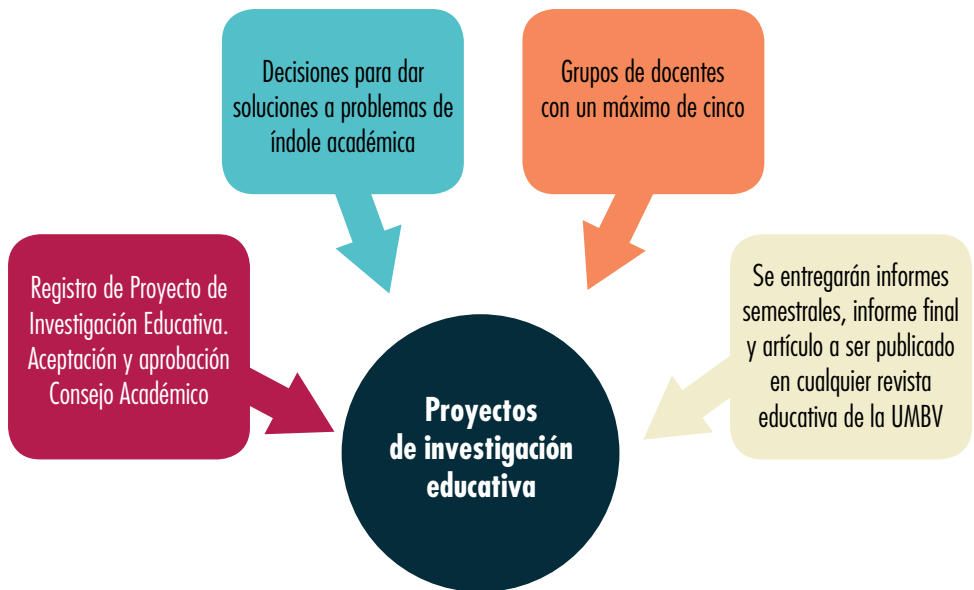 Decisiones para dar
soluciones a problemas de
índole académica
Grupos de docentes
con un máximo de cinco
Registro de Proyecto de
Investigación Educativa.
Aceptación y aprobación
Consejo Académico
Se entregarán informes
semestrales, informe final
y artículo a ser publicado
en cualquier revista
educativa de la UMBV
Proyectos
de investigación
educativa